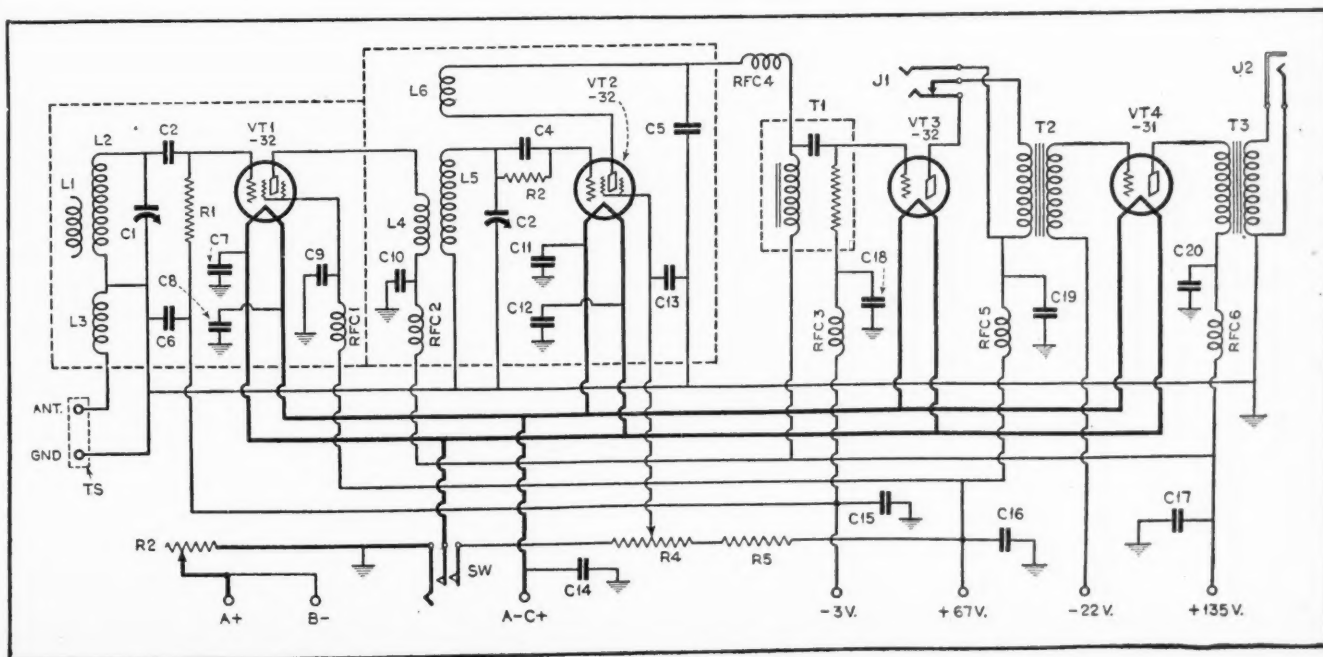 L1
L2
L3
C1
C2
R1
C6
C7
C8
VT1
-32
C9
RFC1
L4
C10
RFC2
L6
L5
C4
R2
C2
VT2
-32
C11
C12
C13
C5
RFC4
T1
RFC3
C18
J1
VT3
-32
T2
RFC5
C19
VT4
-31
T3
C20
RFC6
J2
ANT.
GND
TS
R2
A+
B-
SW
C14
A-C+
R4
R5
C15
C16
C17
-3V.
+67V.
-22V.
+135V.